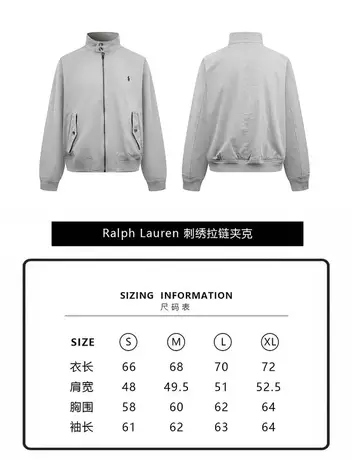 Ralph Lauren 刺绣拉链夹克
SIZING INFORMATION
尺码表
SIZE S M L XL
衣长 66 68 70 72
肩宽 48 49.5 51 52.5
胸围 58 60 62 64
袖长 61 62 63 64